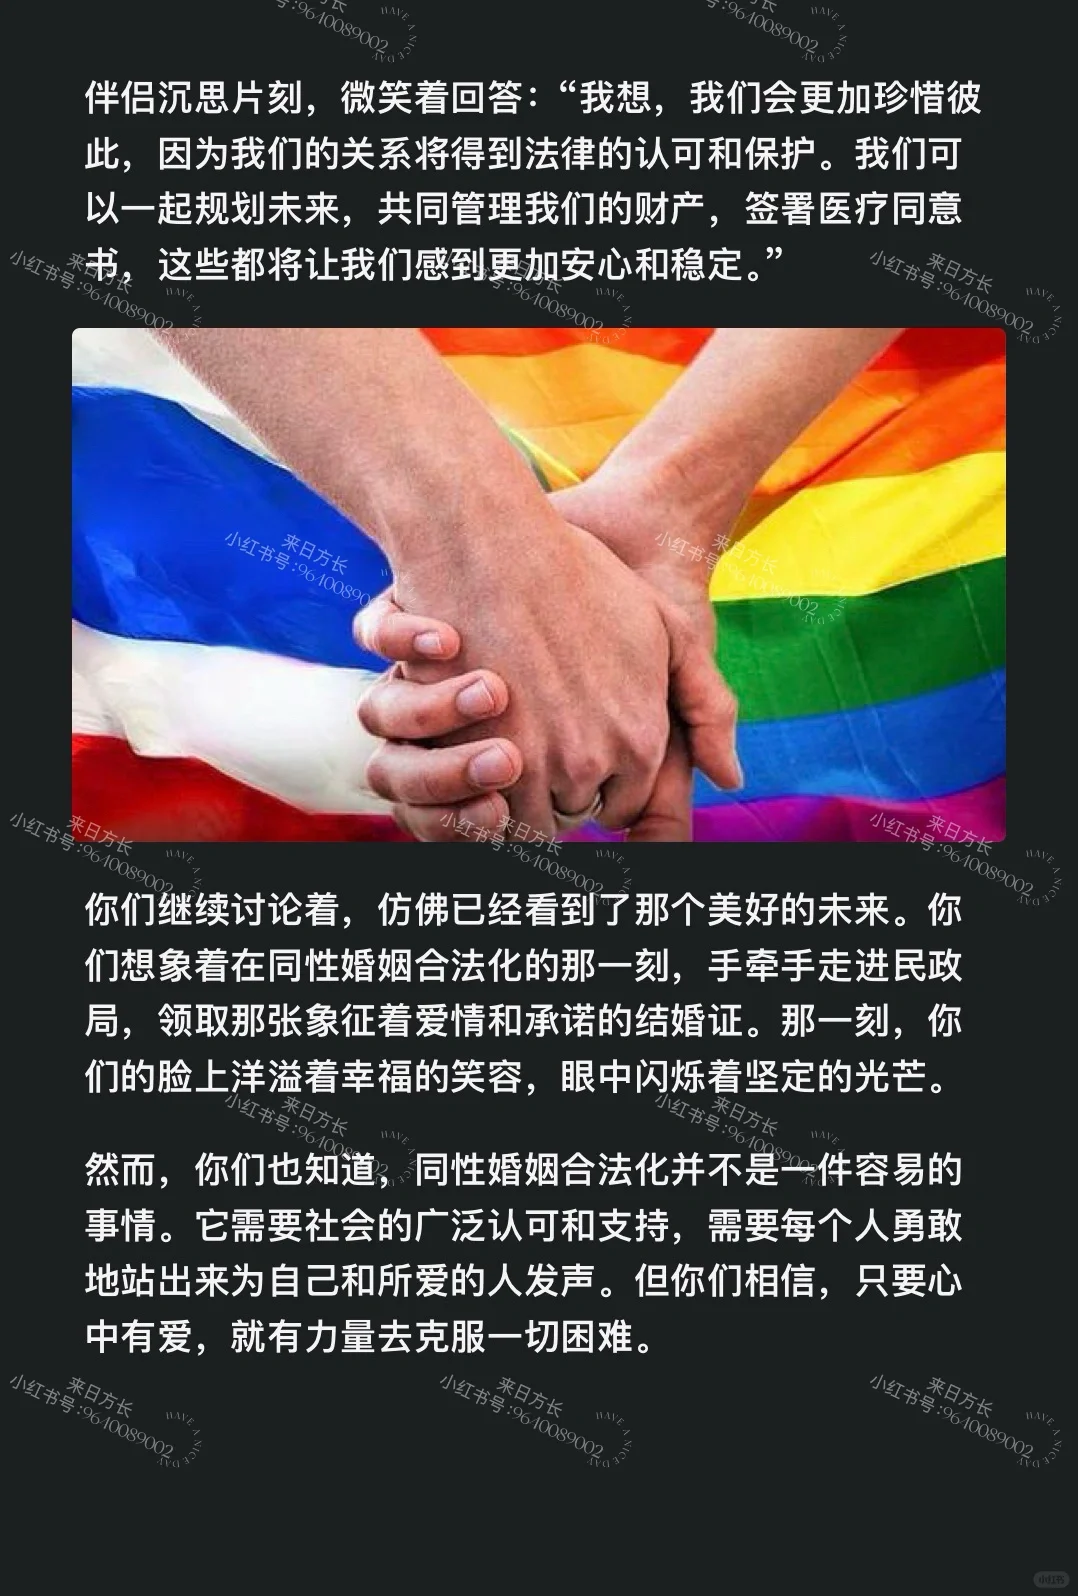 伴侣沉思片刻，微笑着回答：“我想，我们会更加珍惜彼
此，因为我们的关系将得到法律的认可和保护。我们可
以一起规划未来，共同管理我们的财产，签署医疗同意
书，这些都将让我们感到更加安心和稳定。”
你们继续讨论着，仿佛已经看到了那个美好的未来。你
们想象着在同性婚姻合法化的那一刻，手牵手走进民政
局，领取那张象征着爱情和承诺的结婚证。那一刻，你
们的脸上洋溢着幸福的笑容，眼中闪烁着坚定的光芒。
然而，你们也知道，同性婚姻合法化并不是一件容易的
事情。它需要社会的广泛认可和支持，需要每个人勇敢
地站出来为自己和所爱的人发声。但你们相信，只要心
中有爱，就有力量去克服一切困难。
来日方长
小红书号:9640089002
HAVE A NICE DAY
小红书